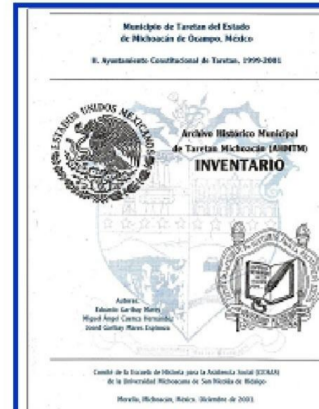 Municipio de Taretan del Estado
de Michoacán de Ocampo, México
H. Ayuntamiento Constitucional de Taretan, 1999-2001
ESTADOS UNIDOS MEXICANOS
Archivo Histórico Municipal
de Taretan Michoacán (AHMTM)
INVENTARIO
Autores:
Eduardo Garibay Mares
Miguel Ángel Cuenca Hernández
Josué Garibay Mares Espinosa
Comité de la Escuela de Historia para la Asistencia Social
de la Universidad Michoacana de San Nicolás de Hidalgo
Morelia, Michoacán, México. Diciembre de 2001